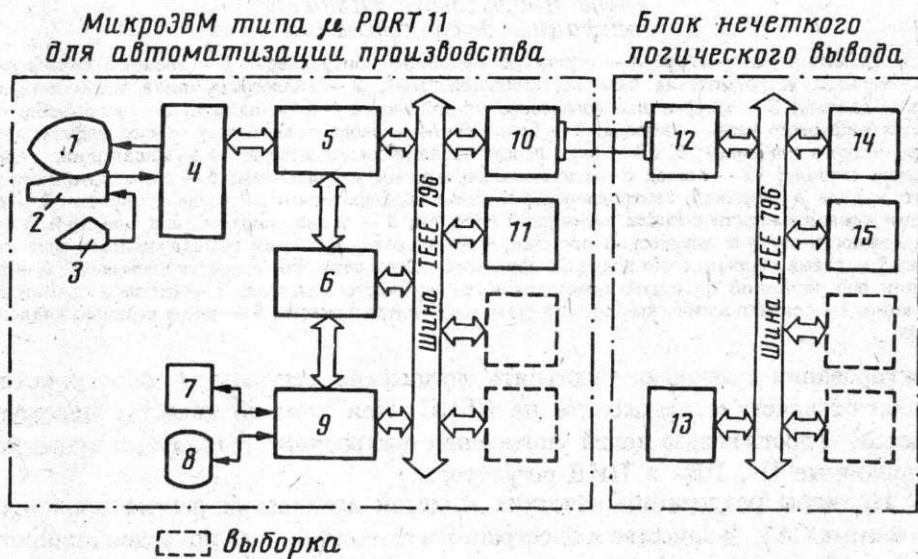 МикроЭВМ типа μ PORT 11
для автоматизации производства
Блок нечеткого
логического вывода
1
2
3
4
5
6
7
8
9
10
11
Шина IEEE 796
12
13
14
15
Шина IEEE 796
выборка